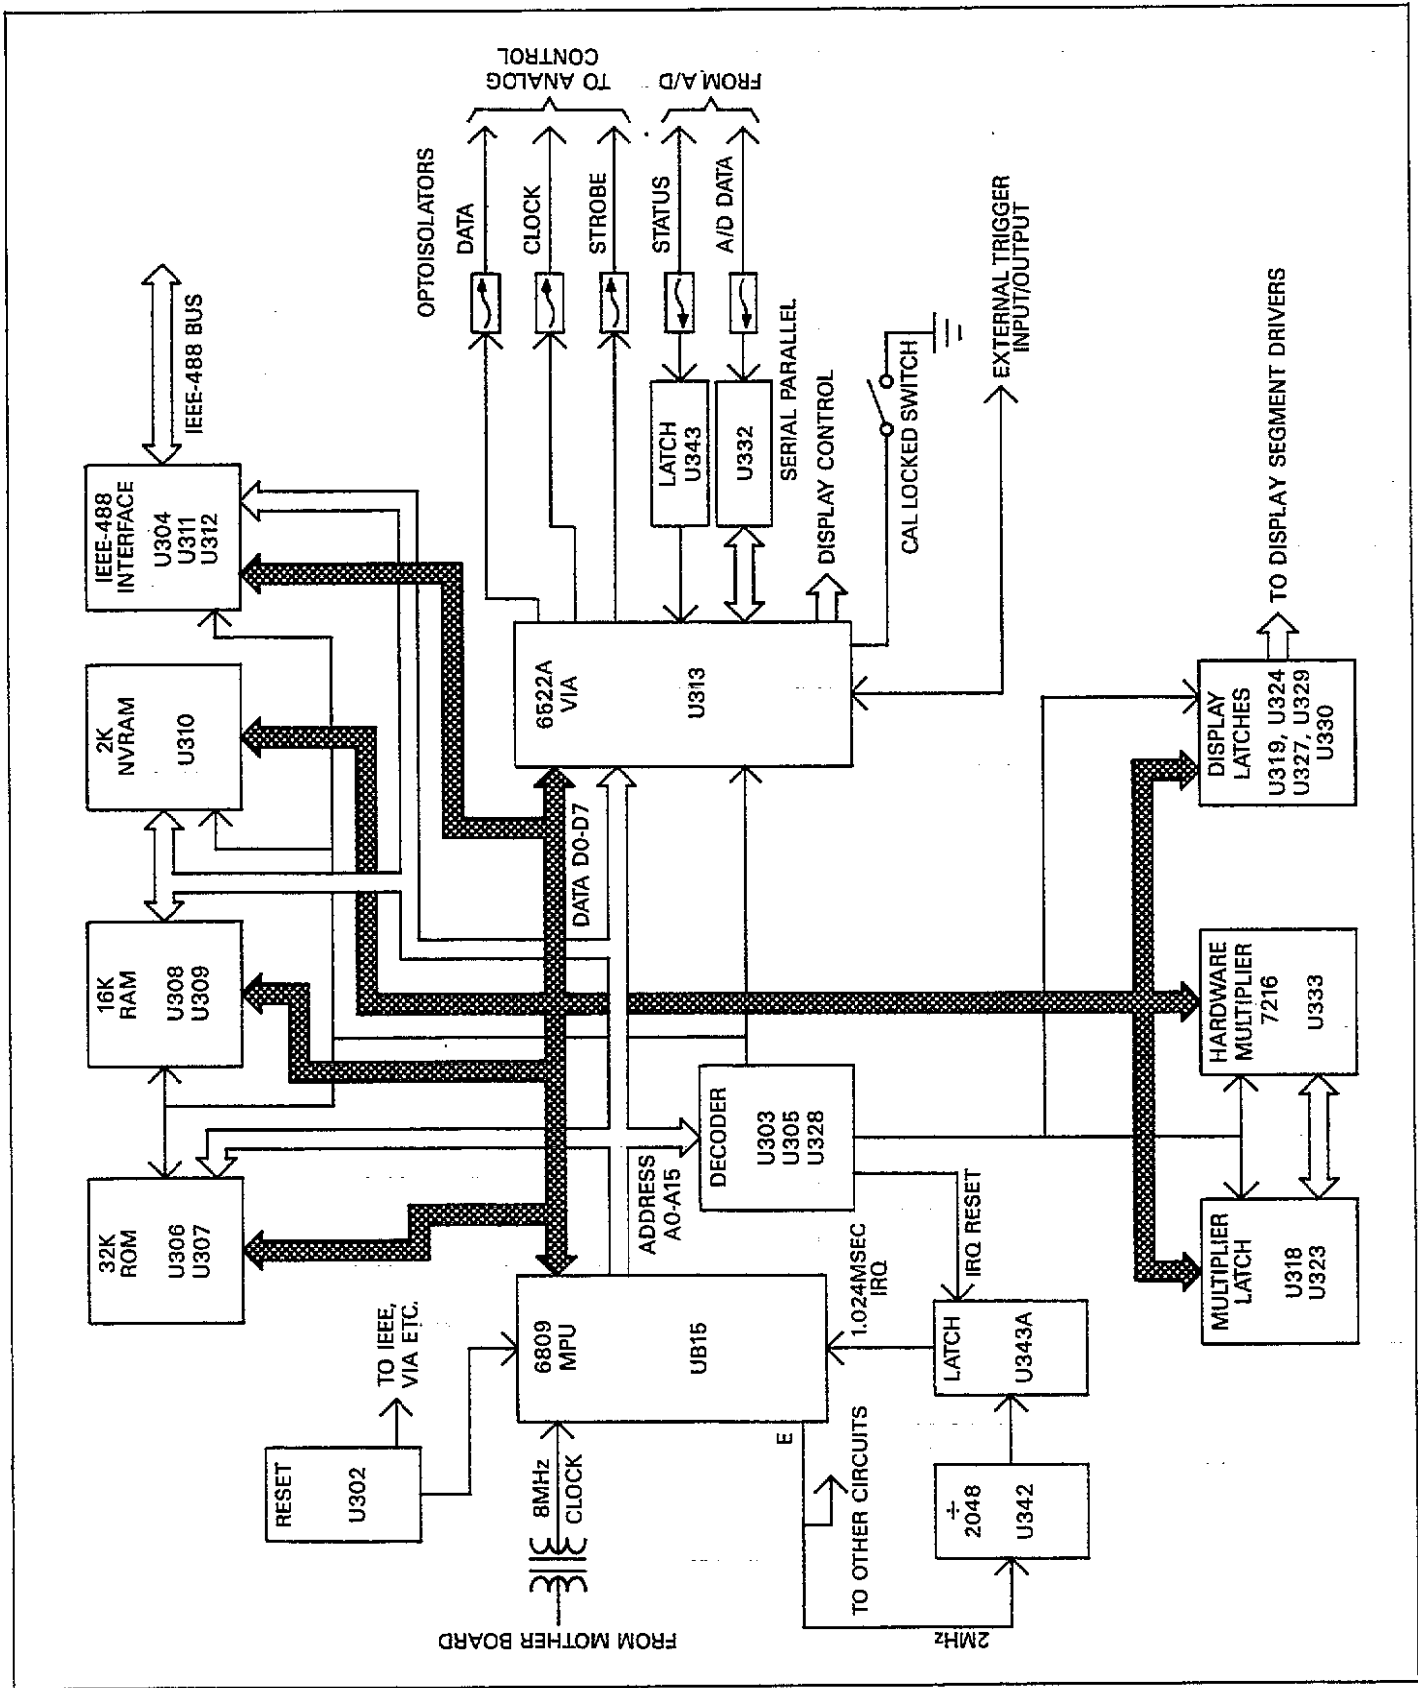 RESET
U302
TO IEEE,
VIA ETC.
32K
ROM
U306
U307
16K
RAM
U308
U309
2K
NVRAM
U310
IEEE-488
INTERFACE
U304
U311
U312
IEEE-488 BUS
FROM MOTHER BOARD
8MHz
CLOCK
6809
MPU
UB15
E
ADDRESS
A0-A15
DATA D0-D7
6522A
VIA
U313
OPTOISOLATORS
DATA
CLOCK
STROBE
STATUS
A/D DATA
TO ANALOG
CONTROL
FROM A/D
LATCH
U343
U332
SERIAL PARALLEL
DISPLAY CONTROL
CAL LOCKED SWITCH
EXTERNAL TRIGGER
INPUT/OUTPUT
DECODER
U303
U305
U328
1.024MSEC
IRQ
IRQ RESET
LATCH
U343A
TO OTHER CIRCUITS
÷
2048
U342
2MHz
MULTIPLIER
LATCH
U318
U323
HARDWARE
MULTIPLIER
7216
U333
DISPLAY
LATCHES
U319, U324
U327, U329
U330
TO DISPLAY SEGMENT DRIVERS